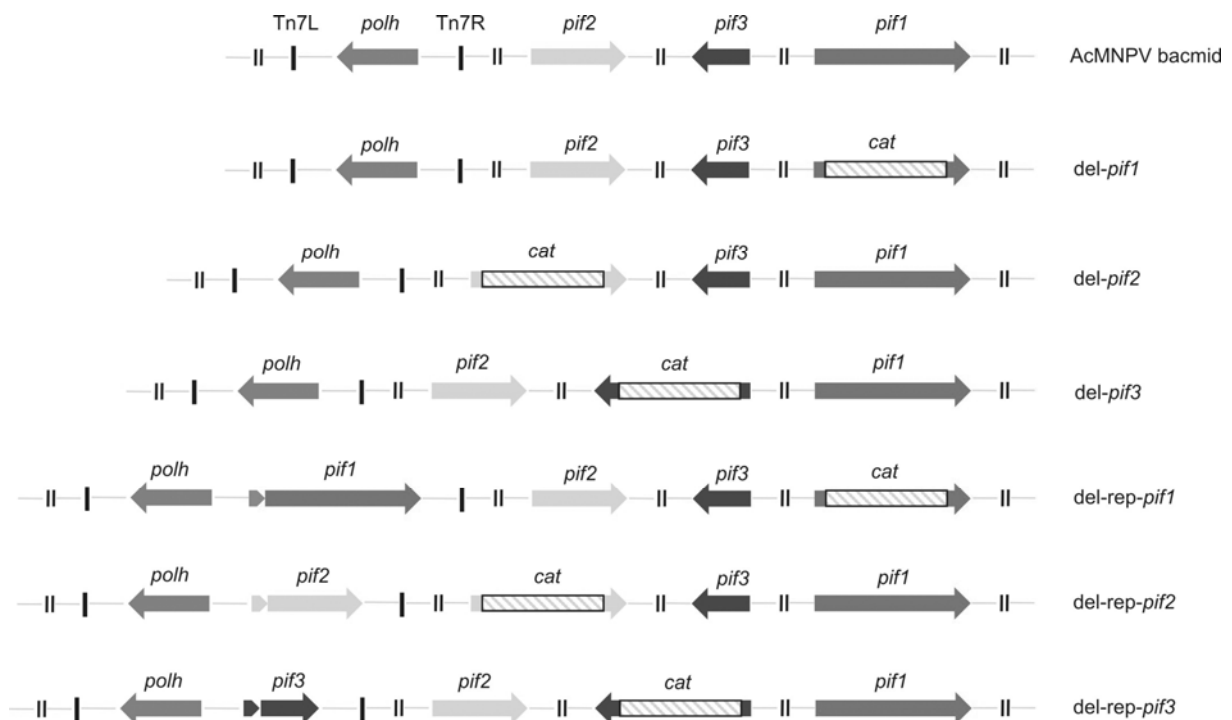 Tn7L polh Tn7R pif2 pif3 pif1
AcMNPV bacmid
polh pif2 pif3 cat
del-pif1
polh cat pif3 pif1
del-pif2
polh pif2 cat pif1
del-pif3
polh pif1 pif2 pif3 cat
del-rep-pif1
polh pif2 cat pif3 pif1
del-rep-pif2
polh pif3 pif2 cat pif1
del-rep-pif3